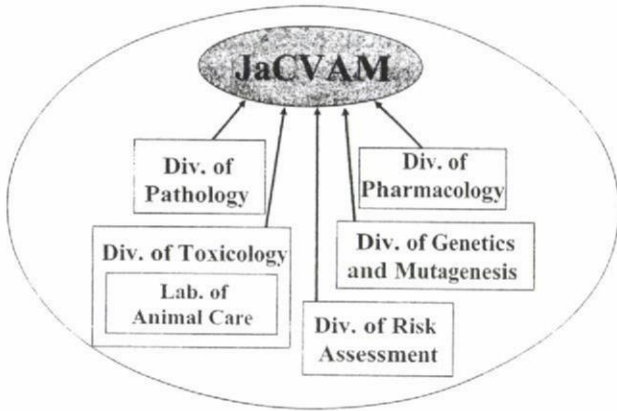 JaCVAM
Div. of
Pathology
Div. of
Pharmacology
Div. of Toxicology
Lab. of
Animal Care
Div. of Genetics
and Mutagenesis
Div. of Risk
Assessment